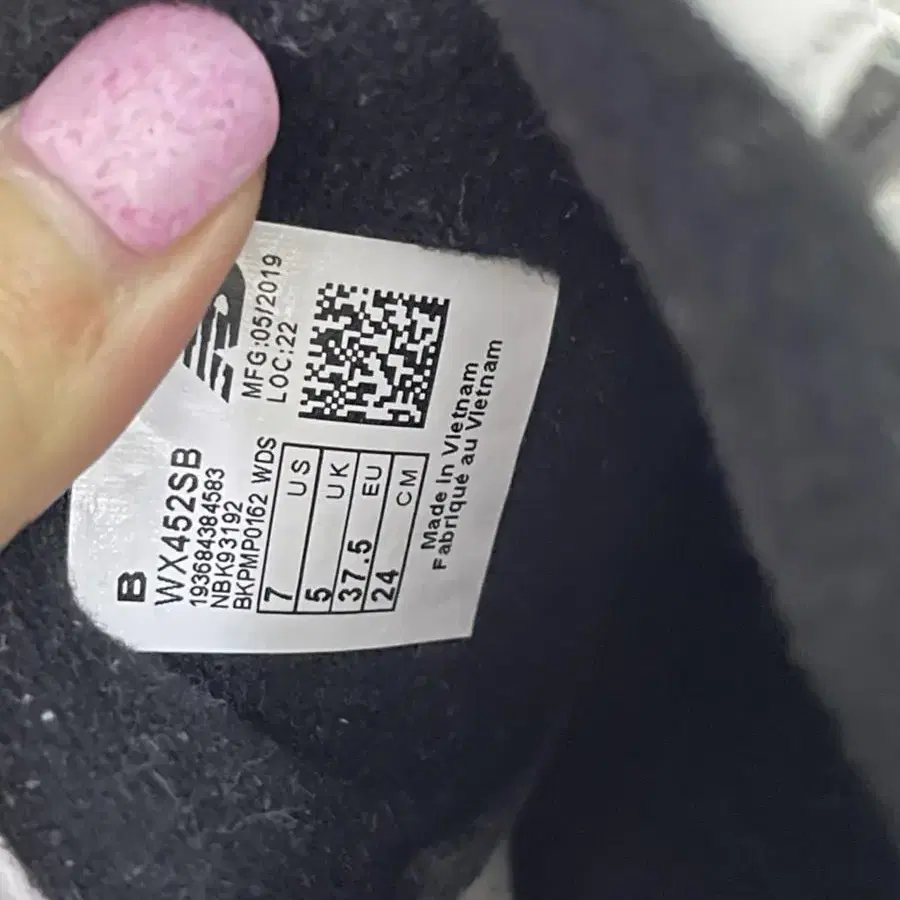 MFG:05/2019
LOC:22
B
WX452SB
193684384583
NBK93192
BKPMP0162 WDS
7 US
5 UK
37.5 EU
24 CM
Made in Vietnam
Fabriqué au Vietnam